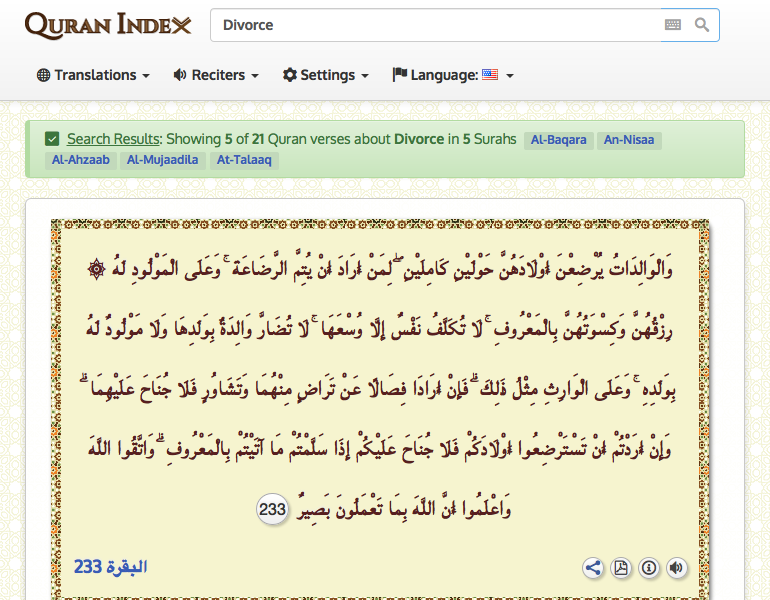 QURAN INDEX
Divorce
Translations Reciters Settings Language:
Search Results: Showing 5 of 21 Quran verses about Divorce in 5 Surahs Al-Baqara An-Nisaa
Al-Ahzaab Al-Mujaadila At-Talaaq
۞ وَالْوَالِدَاتُ يُرْضِعْنَ أَوْلَادَهُنَّ حَوْلَيْنِ كَامِلَيْنِ ۖ لِمَنْ أَرَادَ أَنْ يُتِمَّ الرَّضَاعَةَ ۚ وَعَلَى الْمَوْلُودِ لَهُ
رِزْقُهُنَّ وَكِسْوَتُهُنَّ بِالْمَعْرُوفِ ۚ لَا تُكَلَّفُ نَفْسٌ إِلَّا وُسْعَهَا ۚ لَا تُضَارَّ وَالِدَةٌ بِوَلَدِهَا وَلَا مَوْلُودٌ لَهُ
بِوَلَدِهِ ۚ وَعَلَى الْوَارِثِ مِثْلُ ذَٰلِكَ ۗ فَإِنْ أَرَادَا فِصَالًا عَنْ تَرَاضٍ مِنْهُمَا وَتَشَاوُرٍ فَلَا جُنَاحَ عَلَيْهِمَا ۗ
وَإِنْ أَرَدْتُمْ أَنْ تَسْتَرْضِعُوا أَوْلَادَكُمْ فَلَا جُنَاحَ عَلَيْكُمْ إِذَا سَلَّمْتُمْ مَا آتَيْتُمْ بِالْمَعْرُوفِ ۗ وَاتَّقُوا اللَّهَ
وَاعْلَمُوا أَنَّ اللَّهَ بِمَا تَعْمَلُونَ بَصِيرٌ 233
البقرة 233